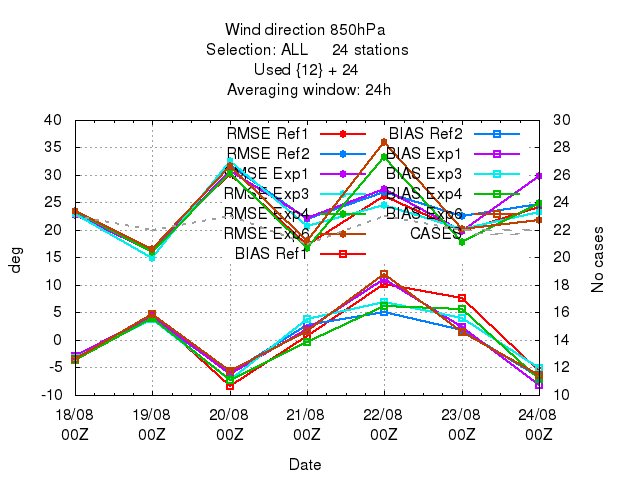 Wind direction 850hPa
Selection: ALL 24 stations
Used {12} + 24
Averaging window: 24h
40 30
35 28
30 26
25 24
20 22
15 20
10 18
5 16
0 14
-5 12
-10 10
deg
No cases
RMSE Ref1 BIAS Ref2
RMSE Ref2 BIAS Exp1
RMSE Exp1 BIAS Exp3
RMSE Exp3 BIAS Exp4
RMSE Exp4 BIAS Exp6
RMSE Exp6 CASES
BIAS Ref1
18/08 19/08 20/08 21/08 22/08 23/08 24/08
00Z 00Z 00Z 00Z 00Z 00Z 00Z
Date